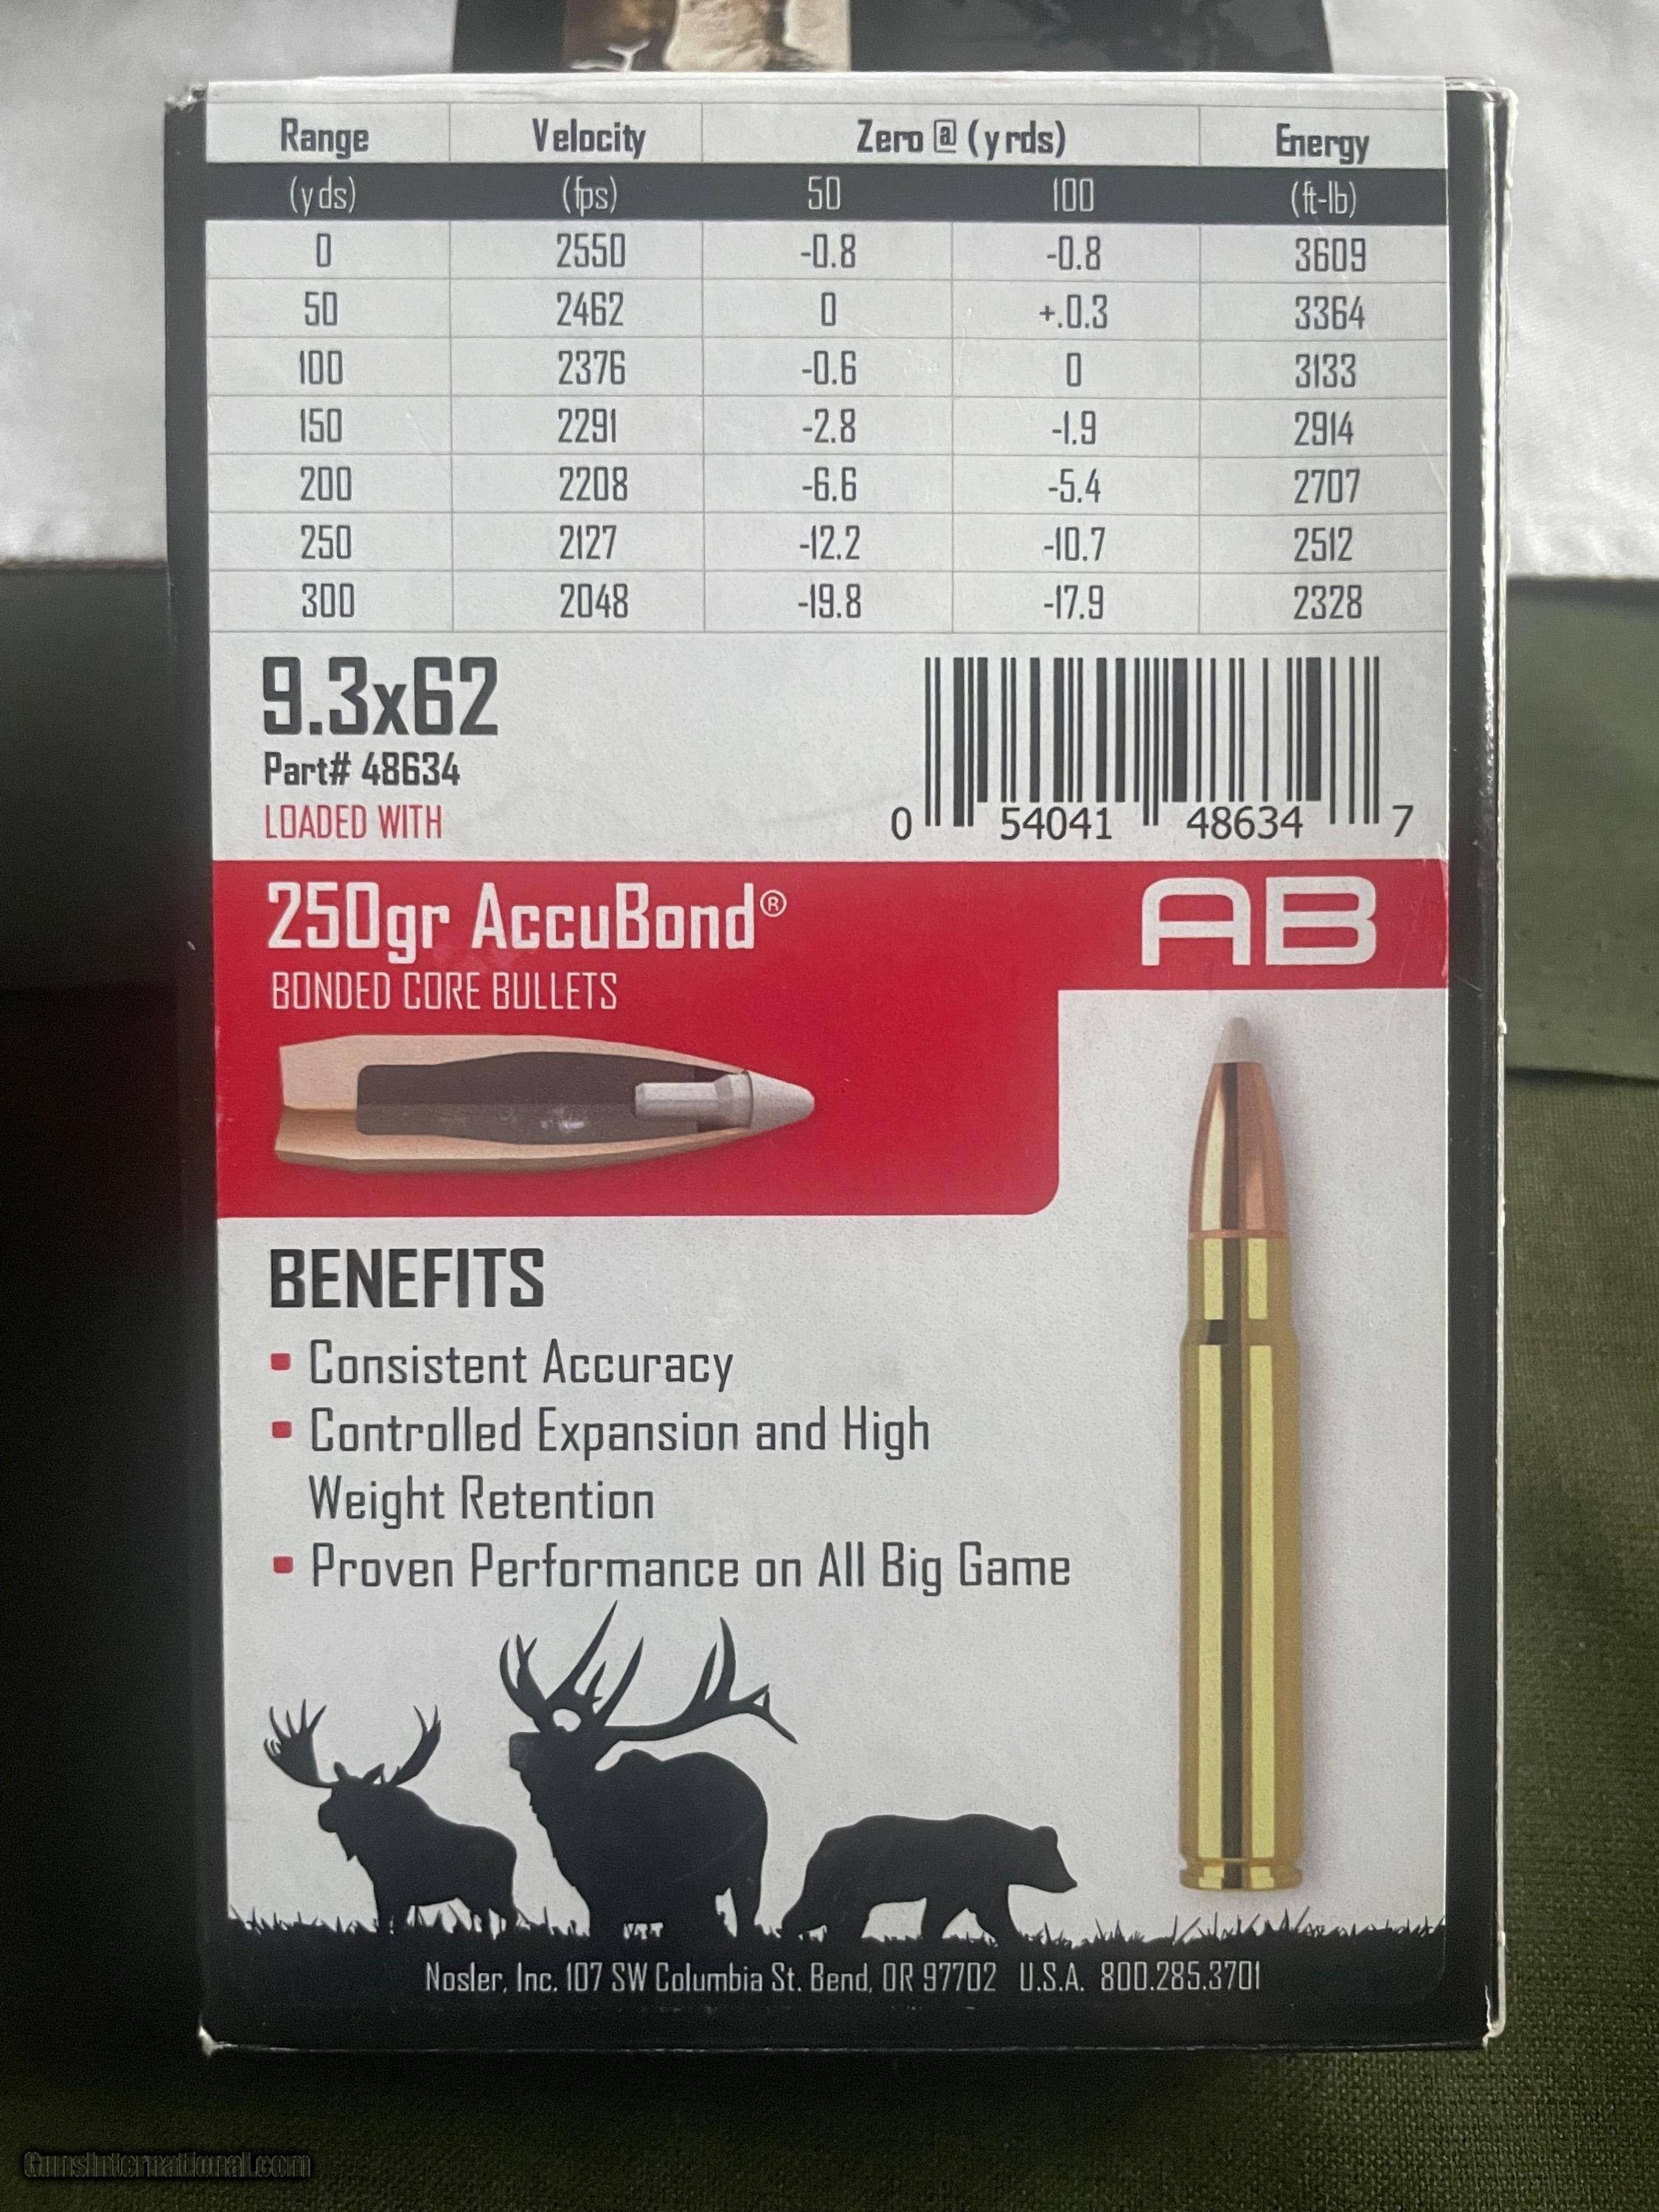 Range Velocity Zero @ (yrds) Energy
(yds) (fps) 50 100 (ft-lb)
0 2550 -0.8 -0.8 3609
50 2462 0 +.0.3 3364
100 2376 -0.6 0 3133
150 2291 -2.8 -1.9 2914
200 2208 -6.6 -5.4 2707
250 2127 -12.2 -10.7 2512
300 2048 -19.8 -17.9 2328
9.3x62
Part# 48634
LOADED WITH
0 54041 48634 7
250gr AccuBond®
AB
BONDED CORE BULLETS
BENEFITS
▪ Consistent Accuracy
▪ Controlled Expansion and High
Weight Retention
▪ Proven Performance on All Big Game
Nosler, Inc. 107 SW Columbia St. Bend, OR 97702 U.S.A. 800.285.3701
GunsInternational.com